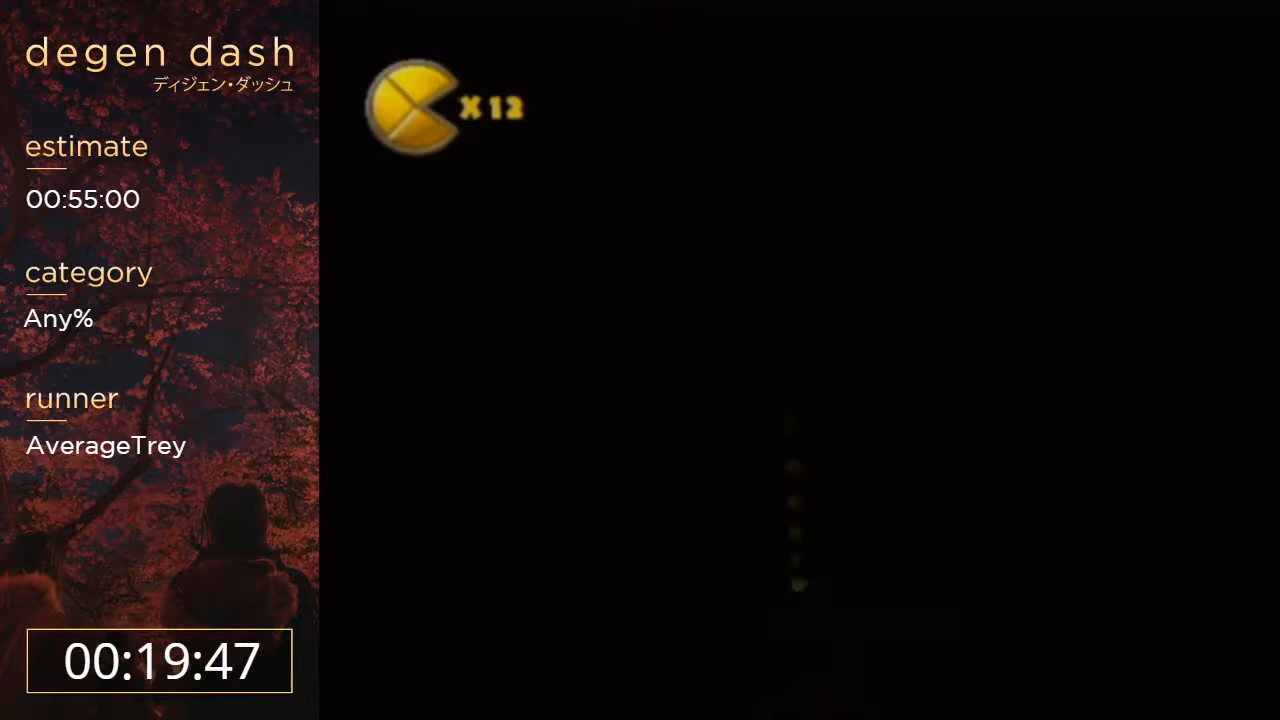 degen dash
ディジェン・ダッシュ
estimate
00:55:00
category
Any%
runner
AverageTrey
00:19:47
X 12